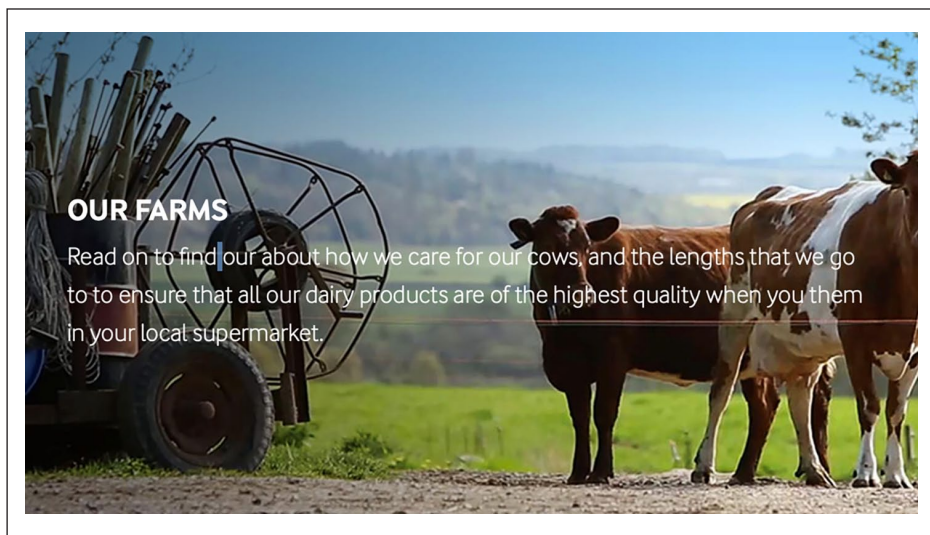 OUR FARMS
Read on to find our about how we care for our cows, and the lengths that we go
to to ensure that all our dairy products are of the highest quality when you them
in your local supermarket.